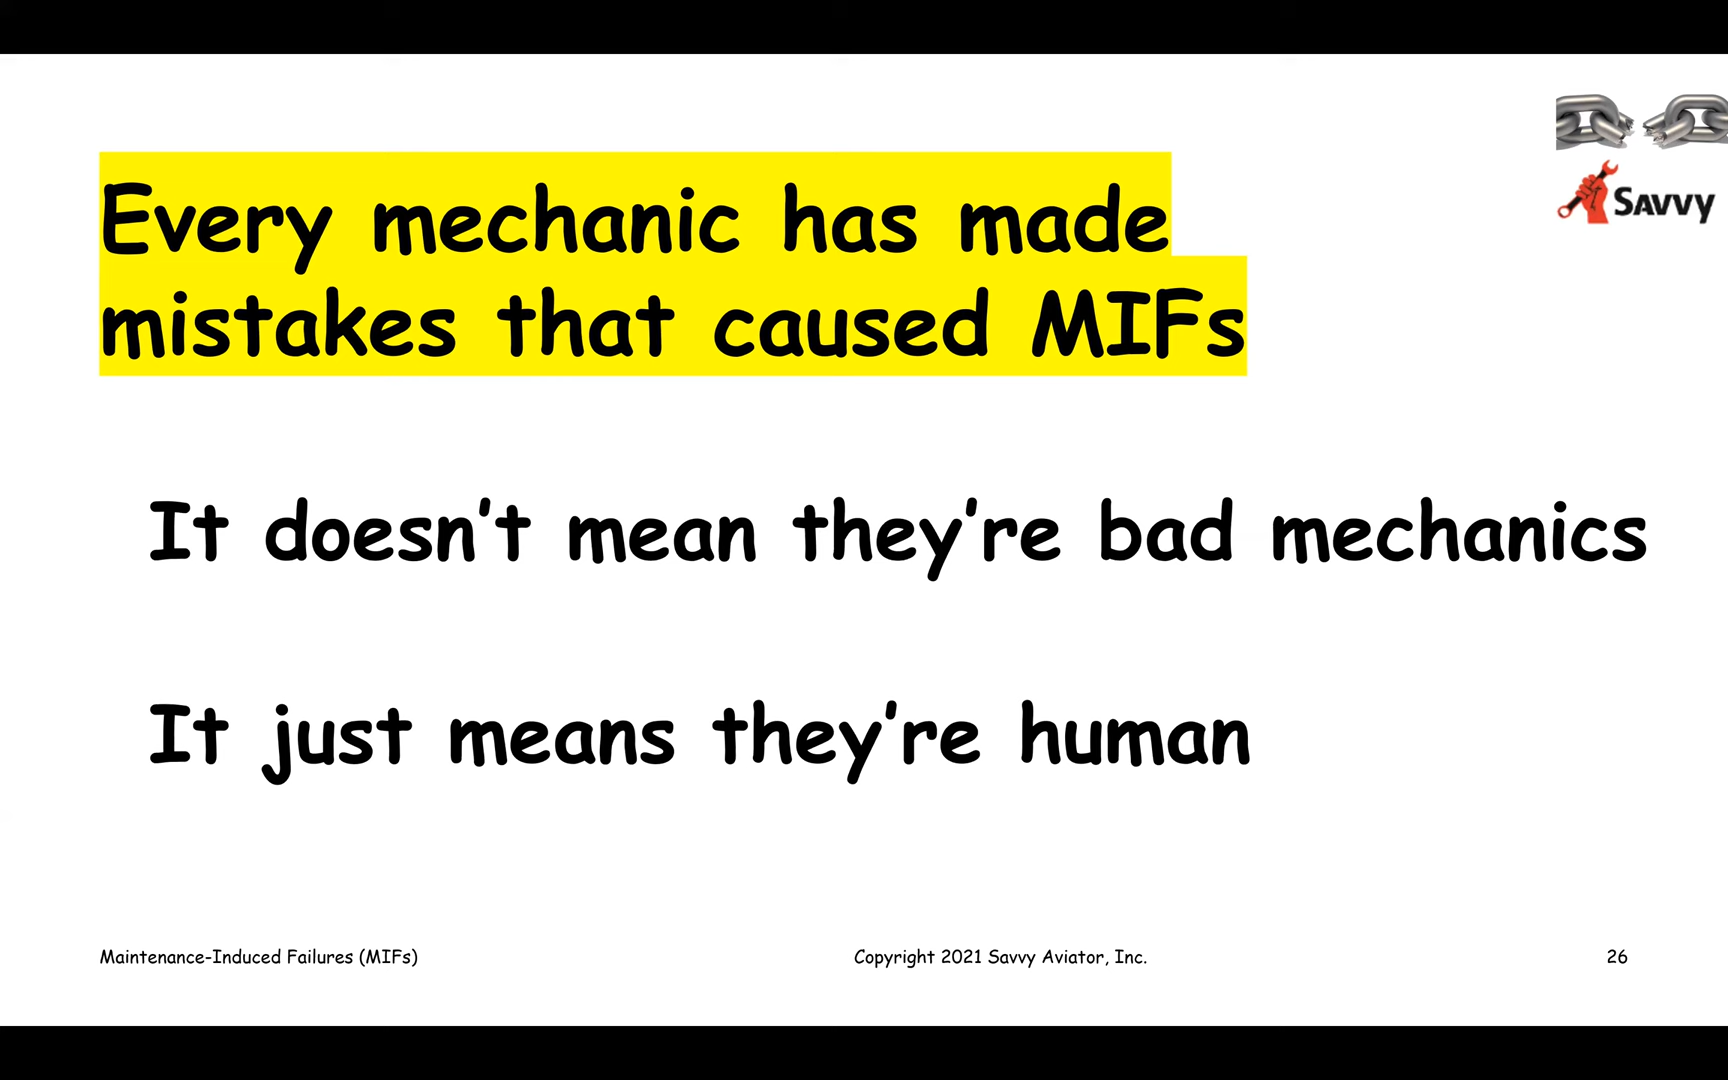 Every mechanic has made
mistakes that caused MIFs
Savvy
It doesn’t mean they’re bad mechanics
It just means they’re human
Maintenance-Induced Failures (MIFs)
Copyright 2021 Savvy Aviator, Inc.
26